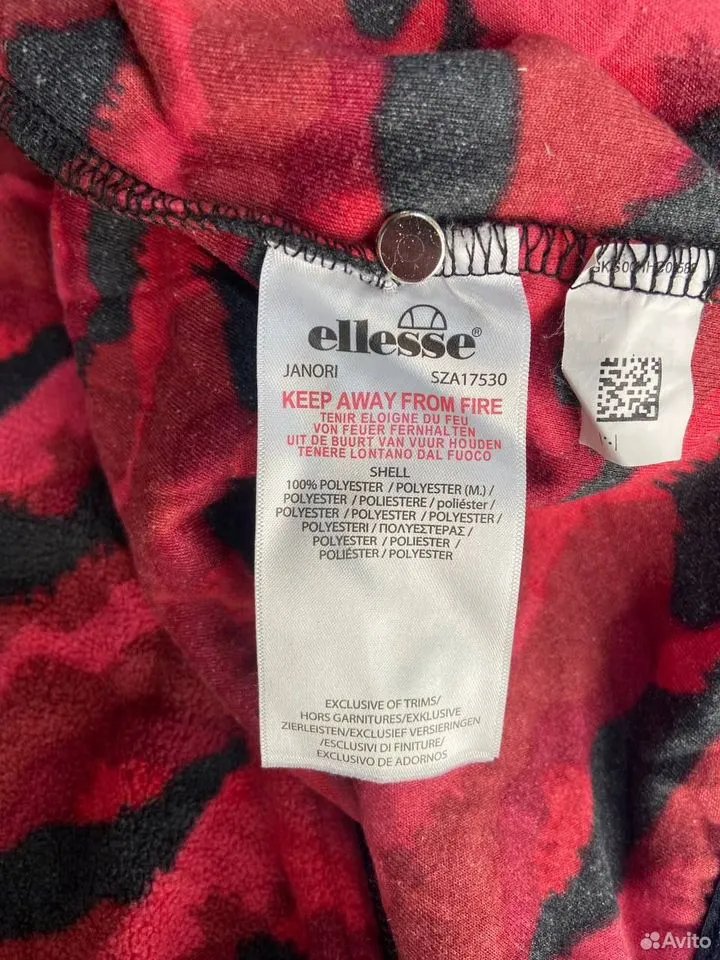 ellesse®
JANORI SZA17530
KEEP AWAY FROM FIRE
TENIR ELOIGNE DU FEU
VON FEUER FERNHALTEN
UIT DE BUURT VAN VUUR HOUDEN
TENERE LONTANO DAL FUOCO
SHELL
100% POLYESTER / POLYESTER (M.) /
POLYESTER / POLIESTERE / poliéster /
POLYESTER / POLYESTER / POLYESTER /
POLYESTERI / ΠΟΛΥΕΣΤΕΡΑΣ /
POLYESTER / POLIESTER /
POLIÉSTER / POLYESTER
EXCLUSIVE OF TRIMS/
HORS GARNITURES/EXKLUSIVE
ZIERLEISTEN/EXCLUSIEF VERSIERINGEN
/ESCLUSIVI DI FINITURE/
EXCLUSIVO DE ADORNOS
Avito